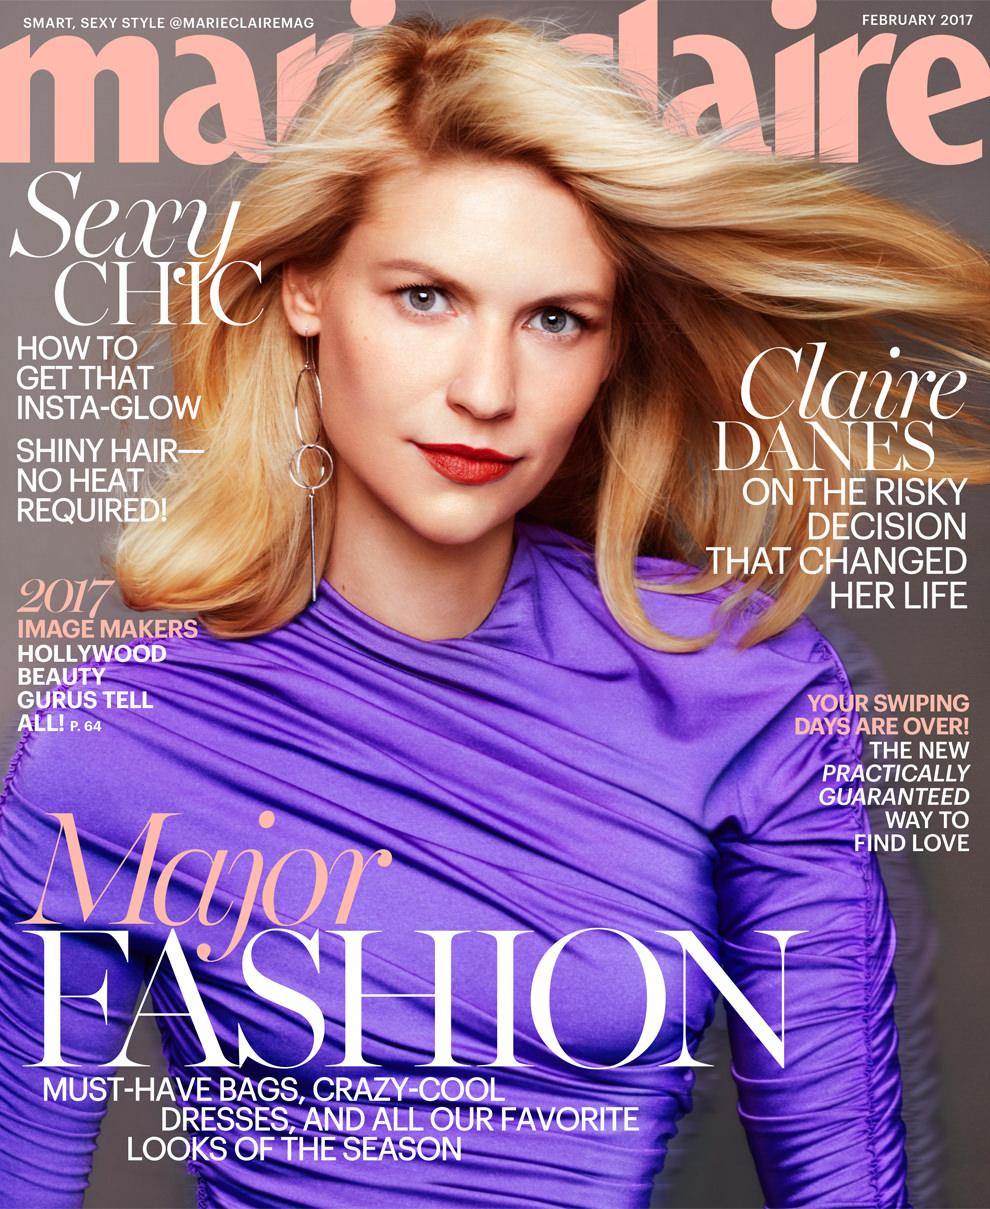 SMART, SEXY STYLE @MARIECLAIREMAG
FEBRUARY 2017
marie claire
Sexy
CHIC
HOW TO
GET THAT
INSTA-GLOW
SHINY HAIR—
NO HEAT
REQUIRED!
2017
IMAGE MAKERS
HOLLYWOOD
BEAUTY
GURUS TELL
ALL! P. 64
Claire
DANES
ON THE RISKY
DECISION
THAT CHANGED
HER LIFE
YOUR SWIPING
DAYS ARE OVER!
THE NEW
PRACTICALLY
GUARANTEED
WAY TO
FIND LOVE
Major
FASHION
MUST-HAVE BAGS, CRAZY-COOL
DRESSES, AND ALL OUR FAVORITE
LOOKS OF THE SEASON